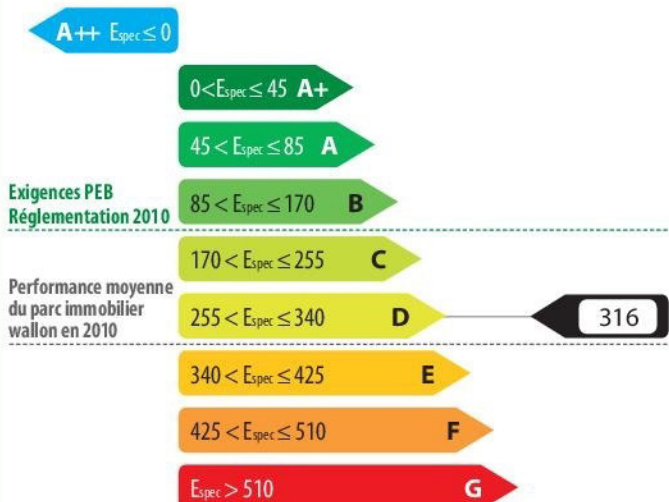 A++ Espec ≤ 0
0 < Espec ≤ 45 A+
45 < Espec ≤ 85 A
Exigences PEB
Réglementation 2010
85 < Espec ≤ 170 B
170 < Espec ≤ 255 C
Performance moyenne
du parc immobilier
wallon en 2010
255 < Espec ≤ 340 D
316
340 < Espec ≤ 425 E
425 < Espec ≤ 510 F
Espec > 510 G